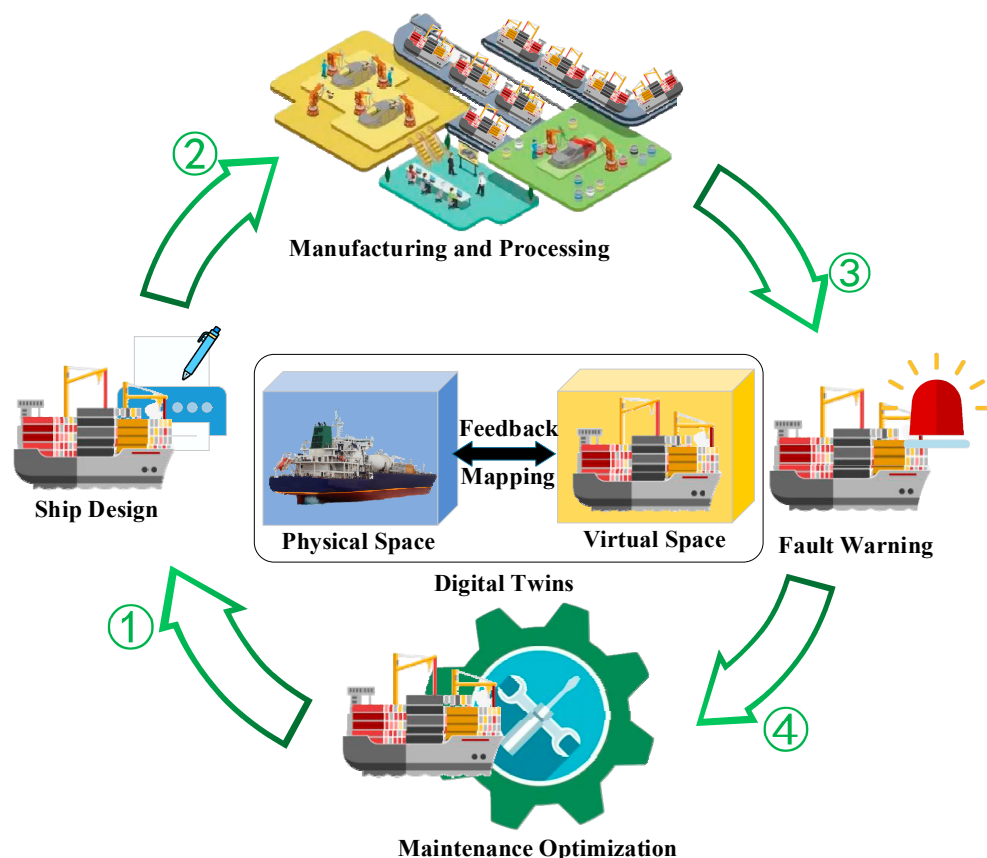 ②
Manufacturing and Processing
③
Ship Design
Feedback
Mapping
Physical Space
Virtual Space
Digital Twins
Fault Warning
①
④
Maintenance Optimization